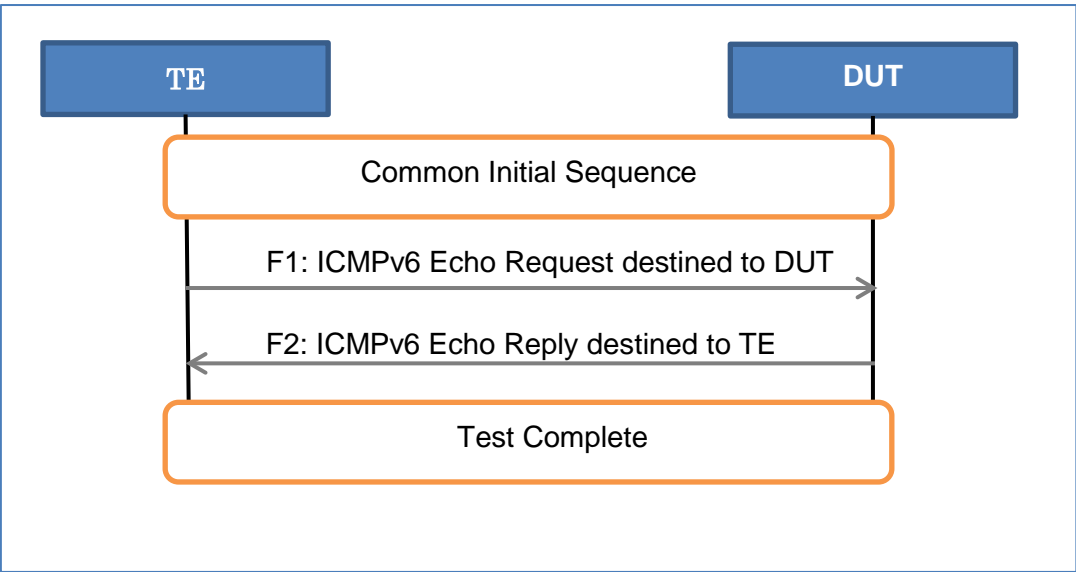 TE
DUT
Common Initial Sequence
F1: ICMPv6 Echo Request destined to DUT
F2: ICMPv6 Echo Reply destined to TE
Test Complete